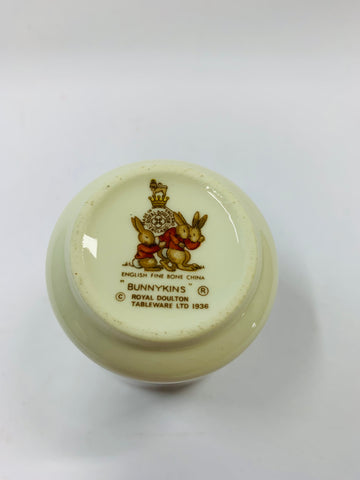 ENGLISH FINE BONE CHINA
"BUNNYKINS" ®
© ROYAL DOULTON
TABLEWARE LTD 1936